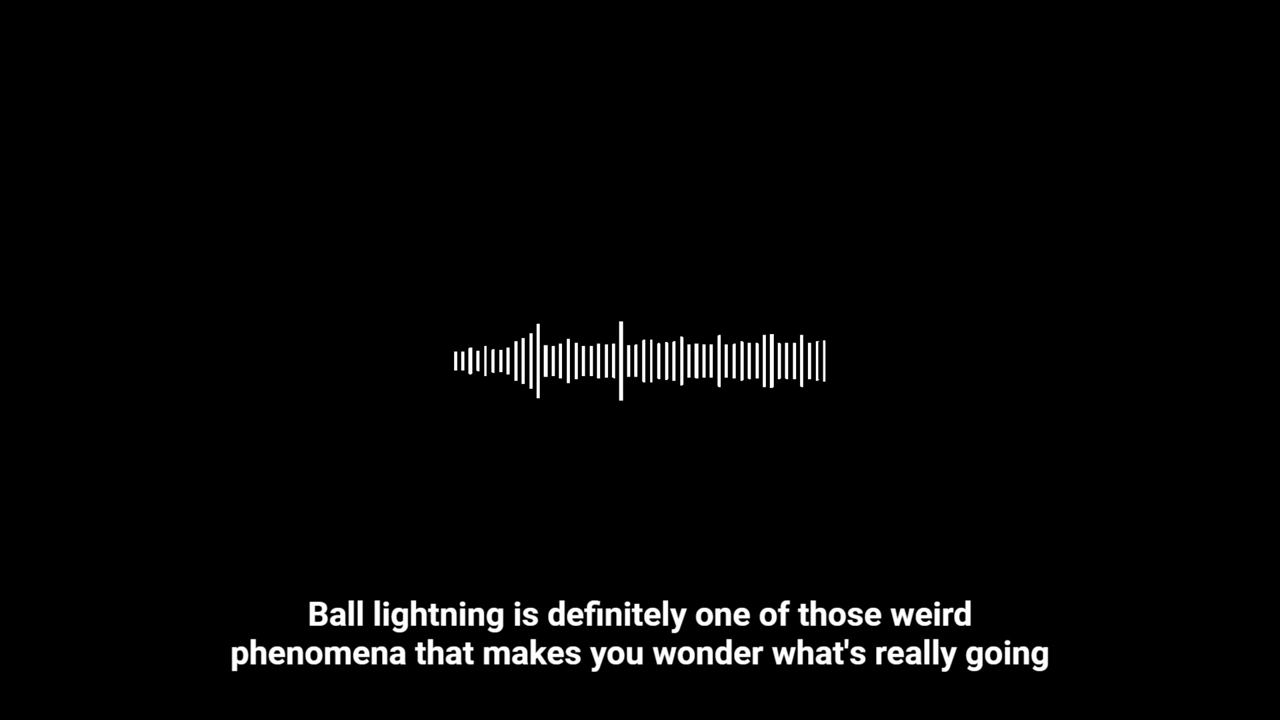 Ball lightning is definitely one of those weird
phenomena that makes you wonder what's really going